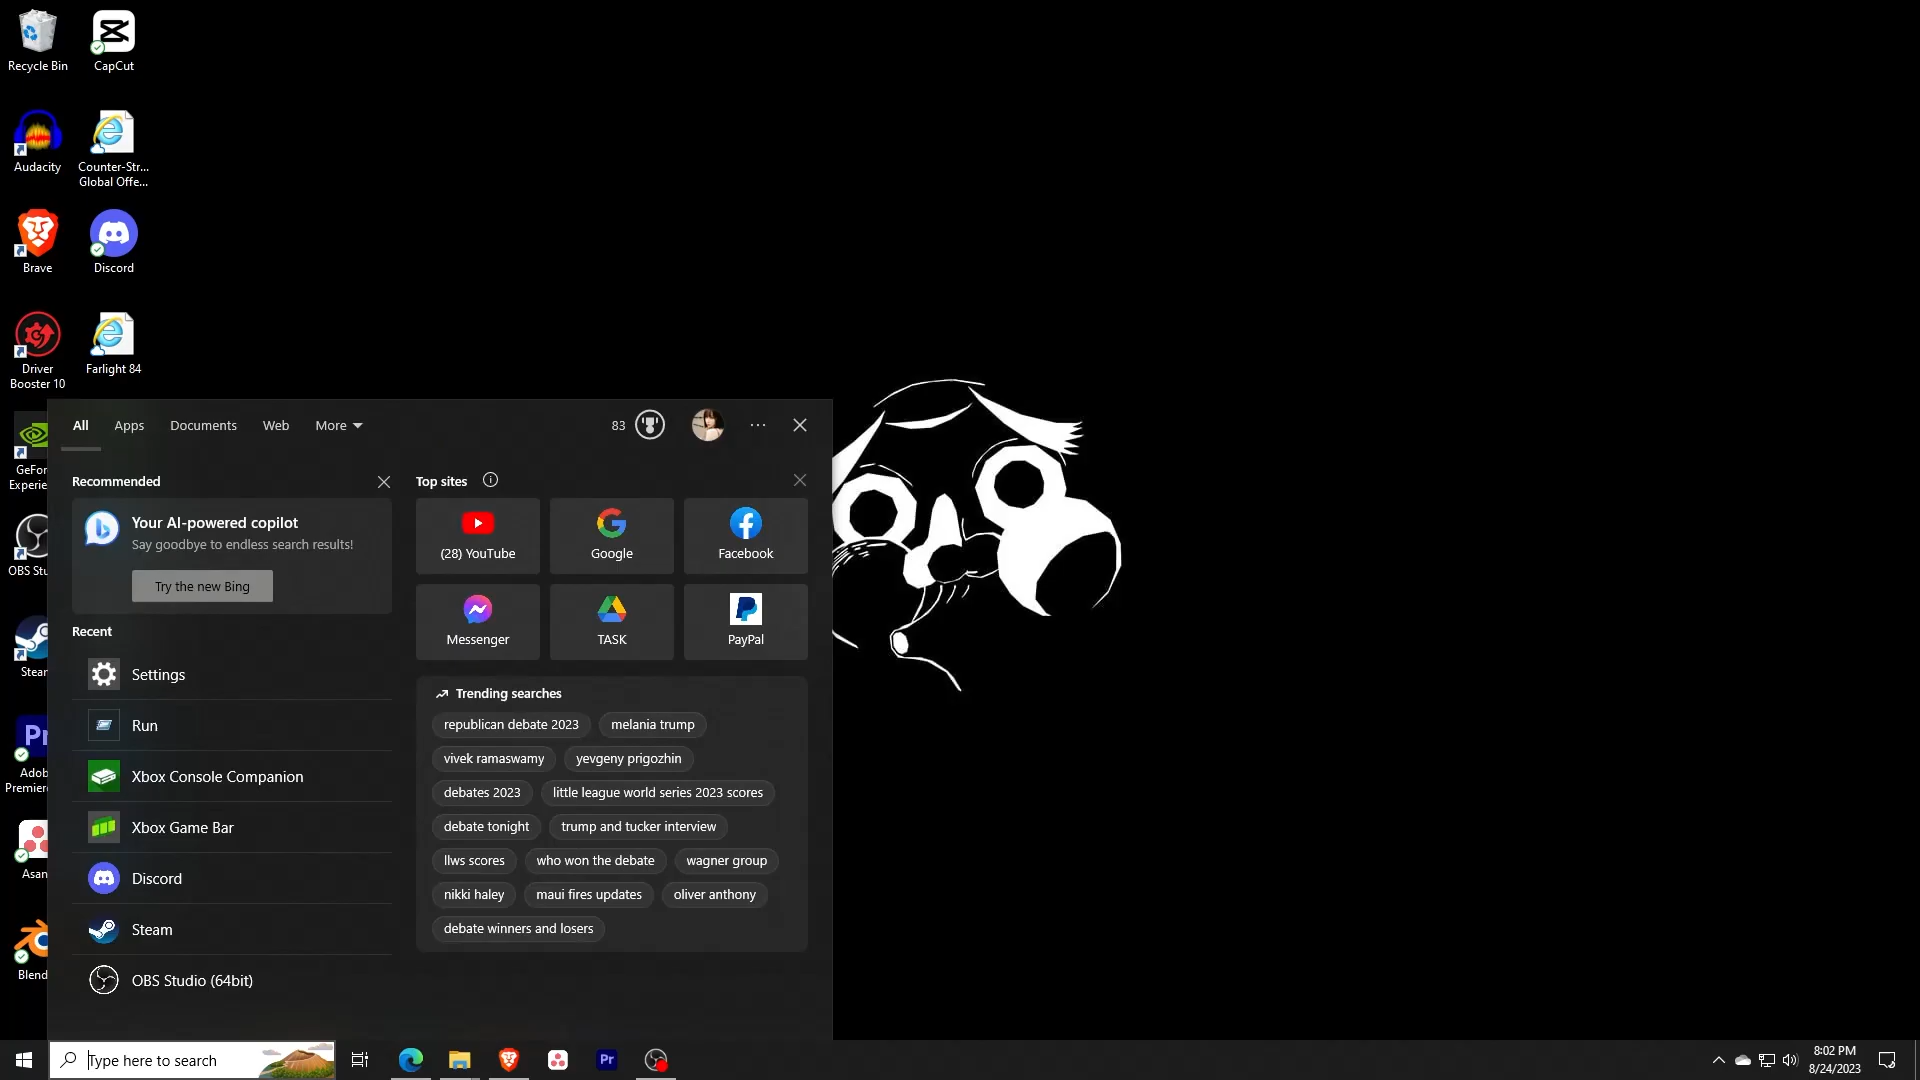 Recycle Bin
CapCut
Audacity
Counter-Str...
Global Offe...
Brave
Discord
Driver
Booster 10
Farlight 84
GeFor
Experie
OBS Stu
Stear
Pr
Adob
Premiere
Asan
Blend
All
Apps
Documents
Web
More
83
Recommended
Your AI-powered copilot
Say goodbye to endless search results!
Try the new Bing
Recent
Settings
Run
Xbox Console Companion
Xbox Game Bar
Discord
Steam
OBS Studio (64bit)
Top sites
(28) YouTube
Google
Facebook
Messenger
TASK
PayPal
Trending searches
republican debate 2023
melania trump
vivek ramaswamy
yevgeny prigozhin
debates 2023
little league world series 2023 scores
debate tonight
trump and tucker interview
llws scores
who won the debate
wagner group
nikki haley
maui fires updates
oliver anthony
debate winners and losers
Type here to search
Pr
8:02 PM
8/24/2023